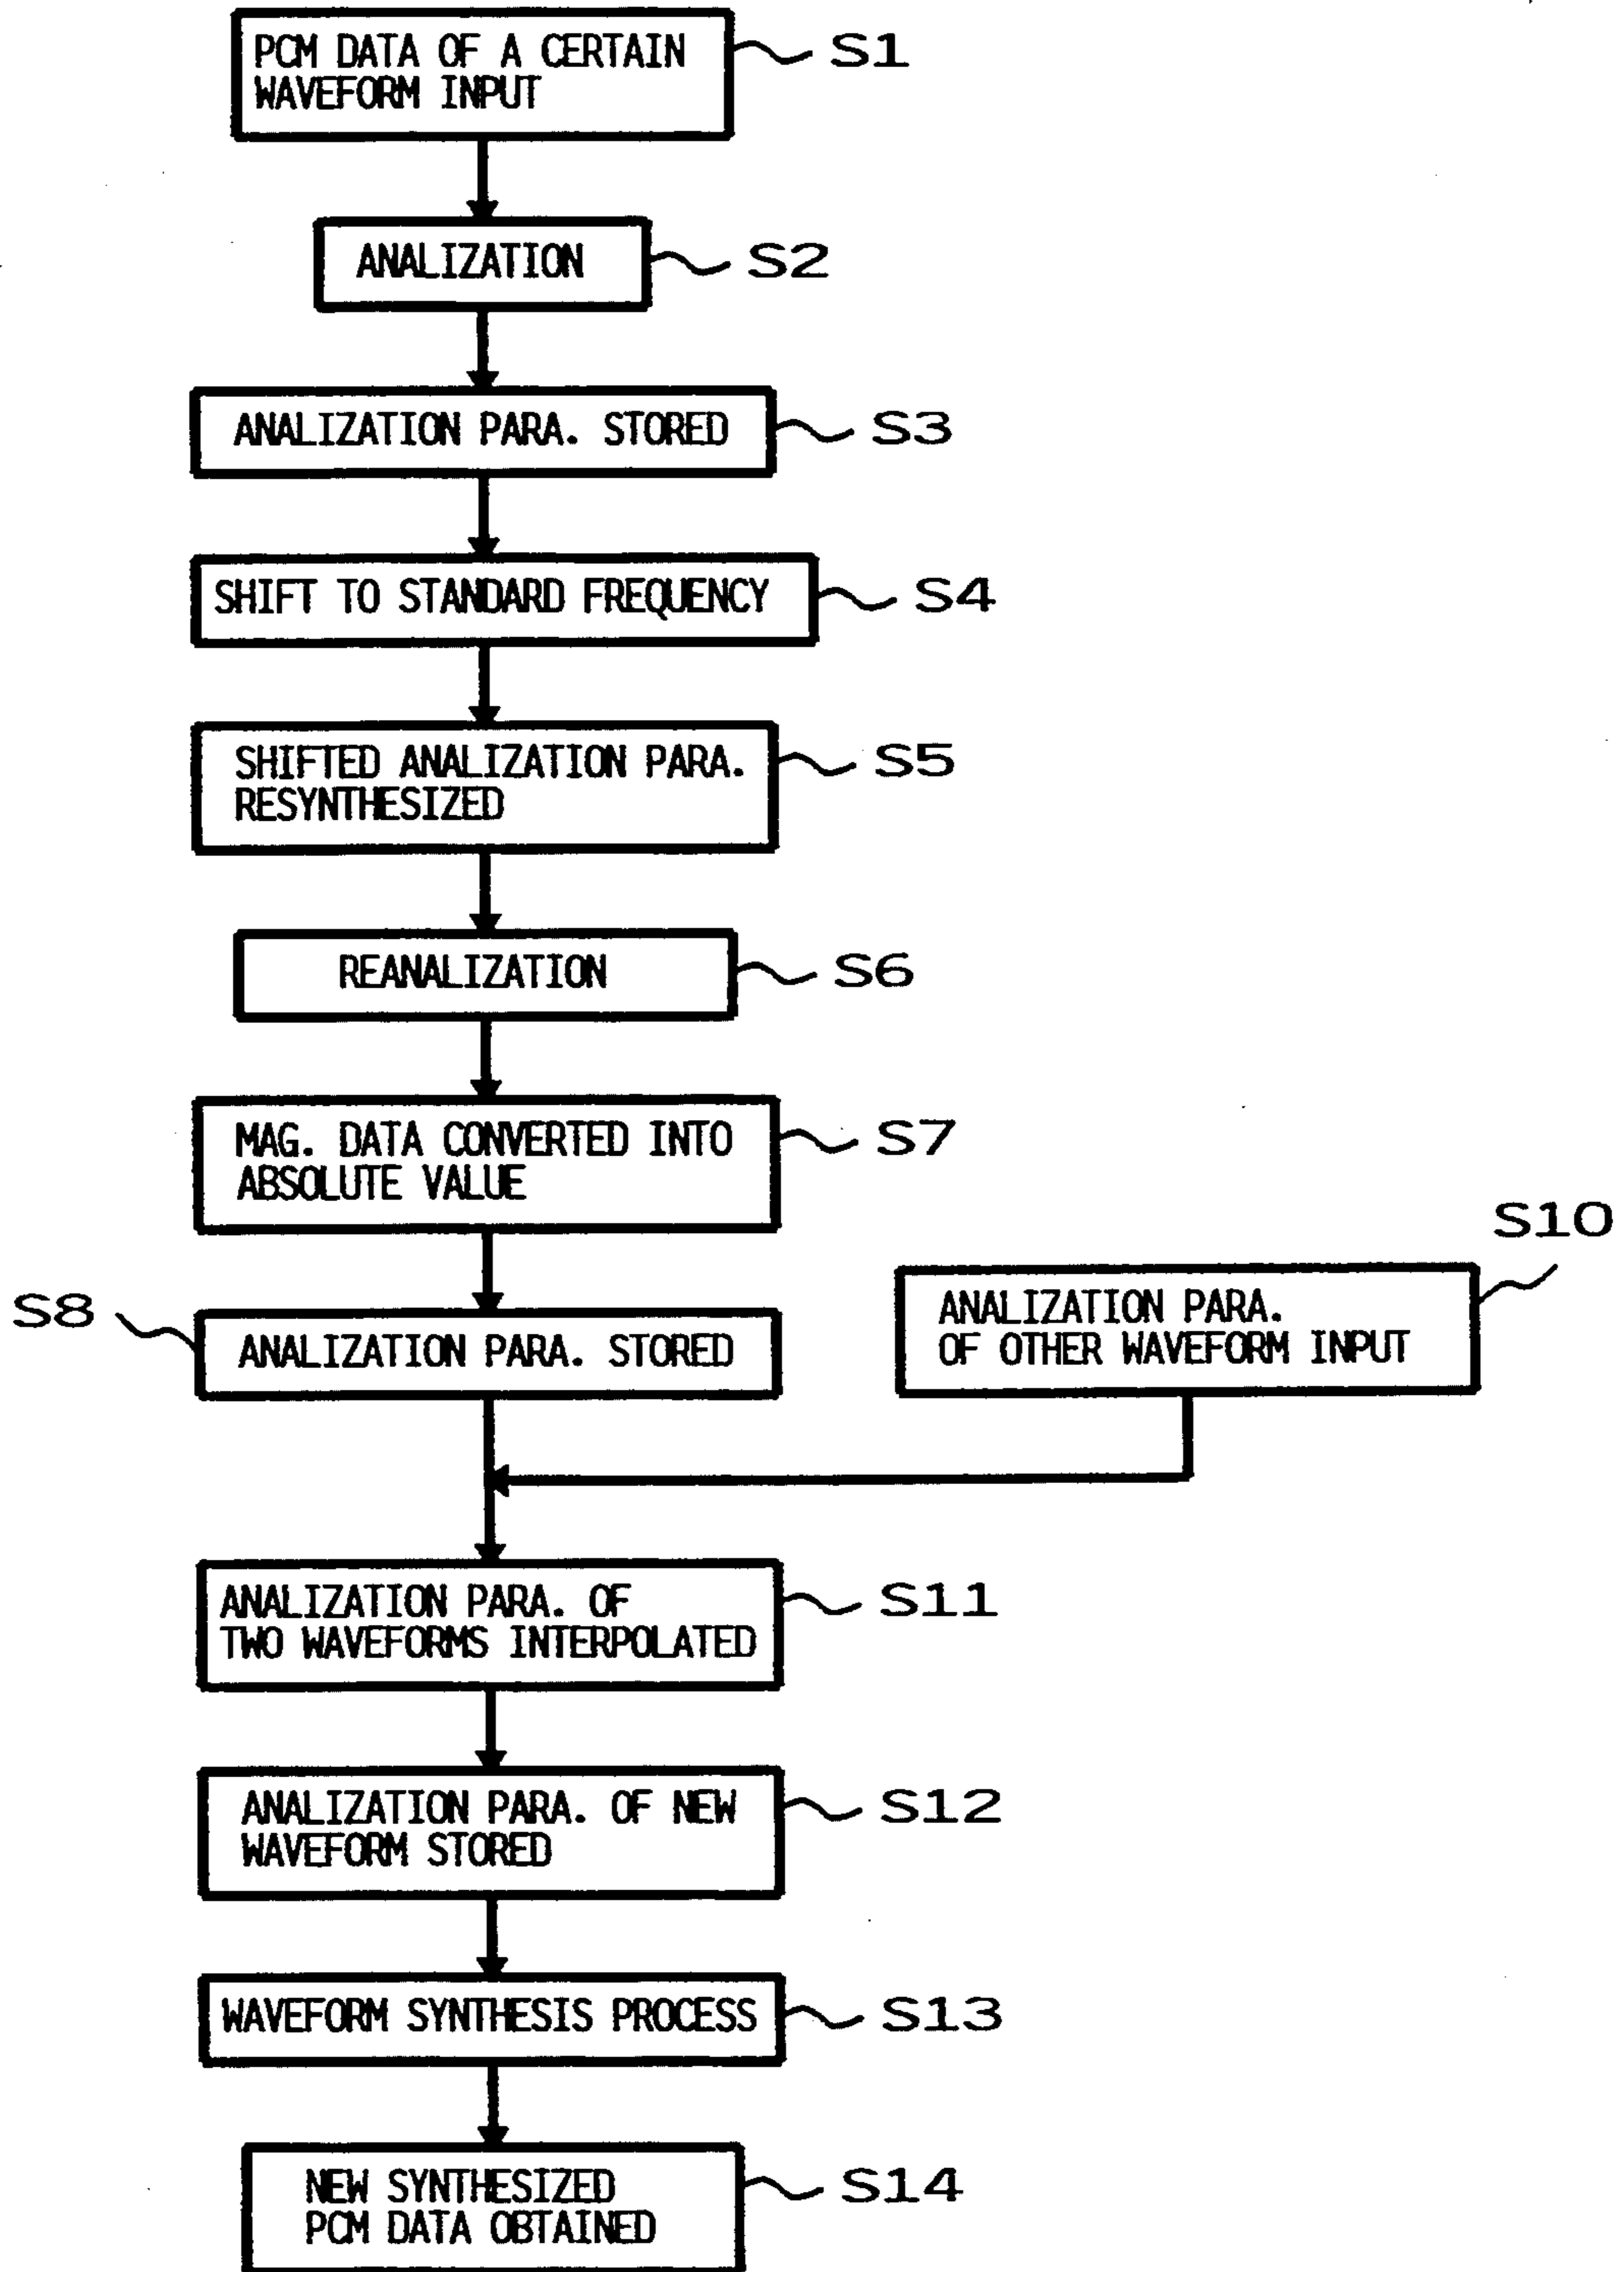 PCM DATA OF A CERTAIN
WAVEFORM INPUT
S1
ANALIZATION
S2
ANALIZATION PARA. STORED
S3
SHIFT TO STANDARD FREQUENCY
S4
SHIFTED ANALIZATION PARA.
RESYNTHESIZED
S5
REANALIZATION
S6
MAG. DATA CONVERTED INTO
ABSOLUTE VALUE
S7
S8
ANALIZATION PARA. STORED
S10
ANALIZATION PARA.
OF OTHER WAVEFORM INPUT
ANALIZATION PARA. OF
TWO WAVEFORMS INTERPOLATED
S11
ANALIZATION PARA. OF NEW
WAVEFORM STORED
S12
WAVEFORM SYNTHESIS PROCESS
S13
NEW SYNTHESIZED
PCM DATA OBTAINED
S14